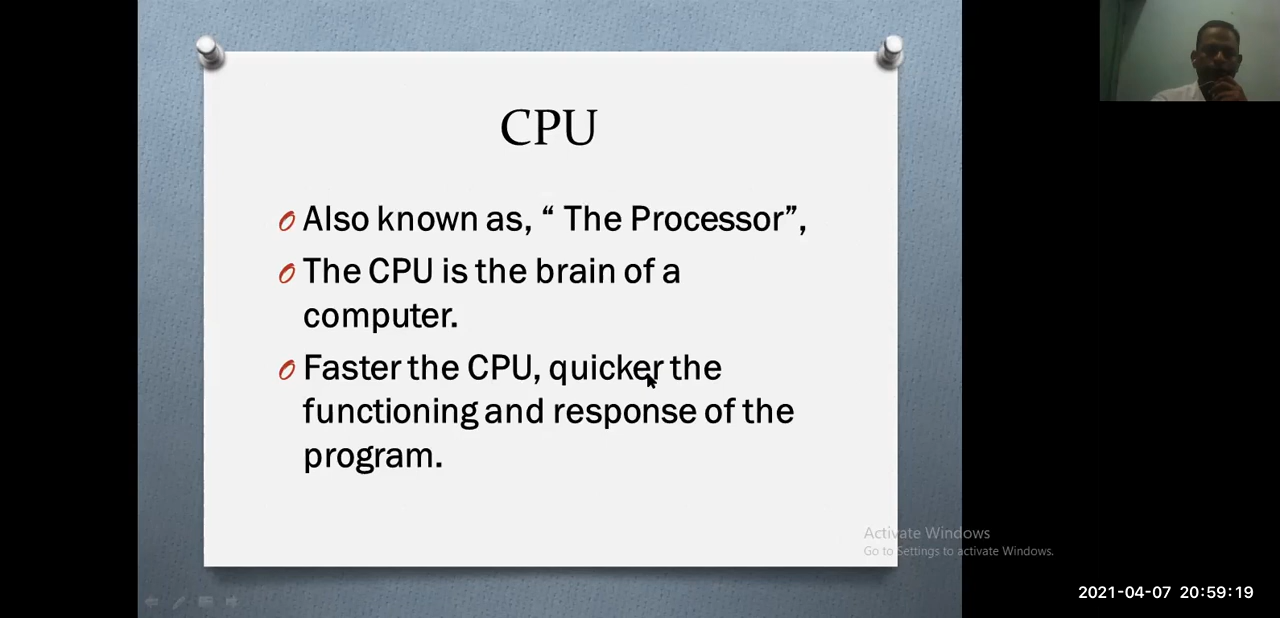 CPU
Also known as, “ The Processor”,
The CPU is the brain of a
computer.
Faster the CPU, quicker the
functioning and response of the
program.
Activate Windows
Go to Settings to activate Windows.
2021-04-07 20:59:19